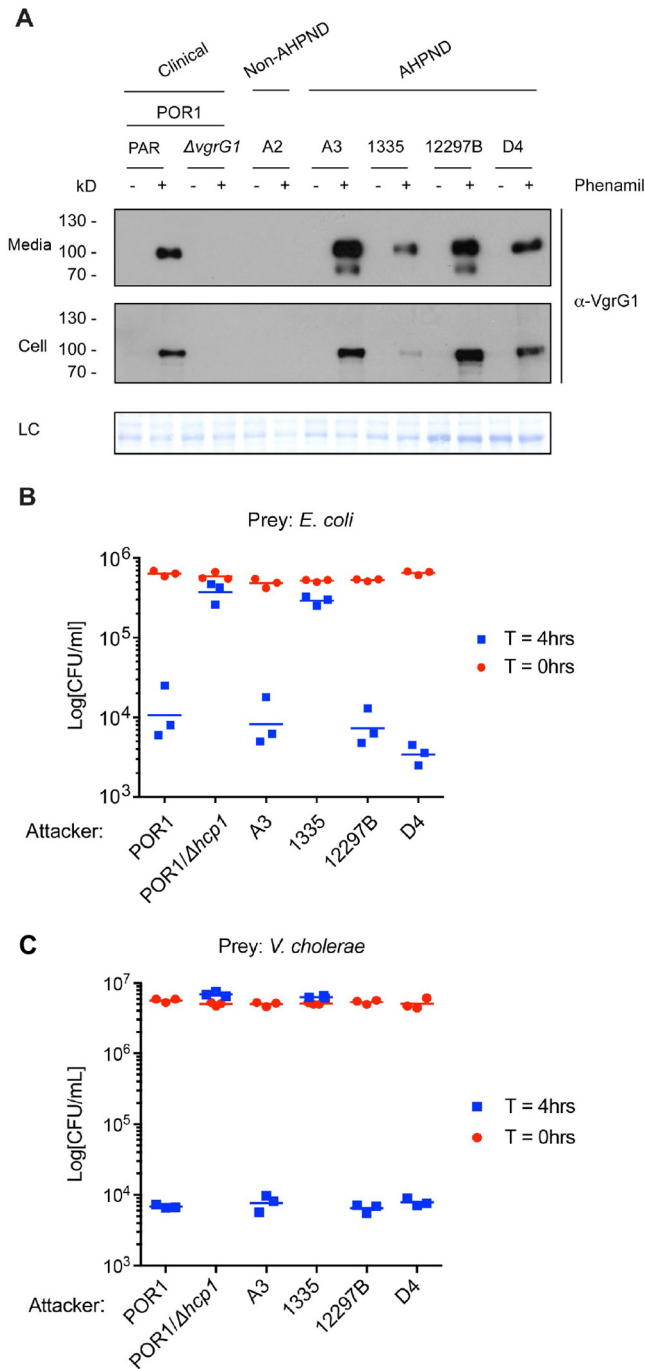 A
Clinical Non-AHPND AHPND
POR1
PAR ΔvgrG1 A2 A3 1335 12297B D4
kD - + - + - + - + - + - + - + Phenamil
130 -
Media 100 -
70 -
α-VgrG1
130 -
Cell 100 -
70 -
LC
B
Prey: E. coli
10⁶
10⁵
10⁴
10³
Log[CFU/ml]
T = 4hrs
T = 0hrs
Attacker: POR1 POR1/Δhcp1 A3 1335 12297B D4
C
Prey: V. cholerae
10⁷
10⁶
10⁵
10⁴
10³
Log[CFU/mL]
T = 4hrs
T = 0hrs
Attacker: POR1 POR1/Δhcp1 A3 1335 12297B D4